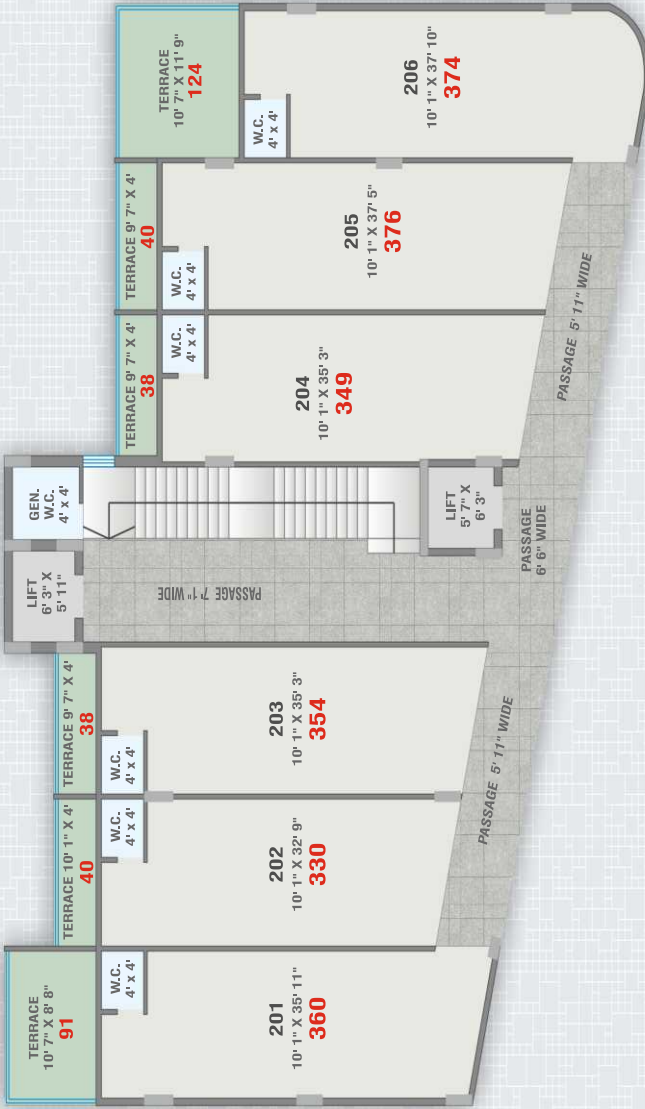 TERRACE
10' 7" X 8' 8"
91
W.C.
4' x 4'
201
10' 1" X 35' 11"
360
TERRACE 10' 1" X 4'
40
W.C.
4' x 4'
202
10' 1" X 32' 9"
330
TERRACE 9' 7" X 4'
38
W.C.
4' x 4'
203
10' 1" X 35' 3"
354
PASSAGE 5' 11" WIDE
LIFT
6' 3" X
5' 11"
PASSAGE 7' 1" WIDE
GEN.
W.C.
4' x 4'
LIFT
5' 7" X
6' 3"
PASSAGE
6' 6" WIDE
TERRACE 9' 7" X 4'
38
W.C.
4' x 4'
204
10' 1" X 35' 3"
349
TERRACE 9' 7" X 4'
40
W.C.
4' x 4'
205
10' 1" X 37' 5"
376
PASSAGE 5' 11" WIDE
TERRACE
10' 7" X 11' 9"
124
W.C.
4' x 4'
206
10' 1" X 37' 10"
374